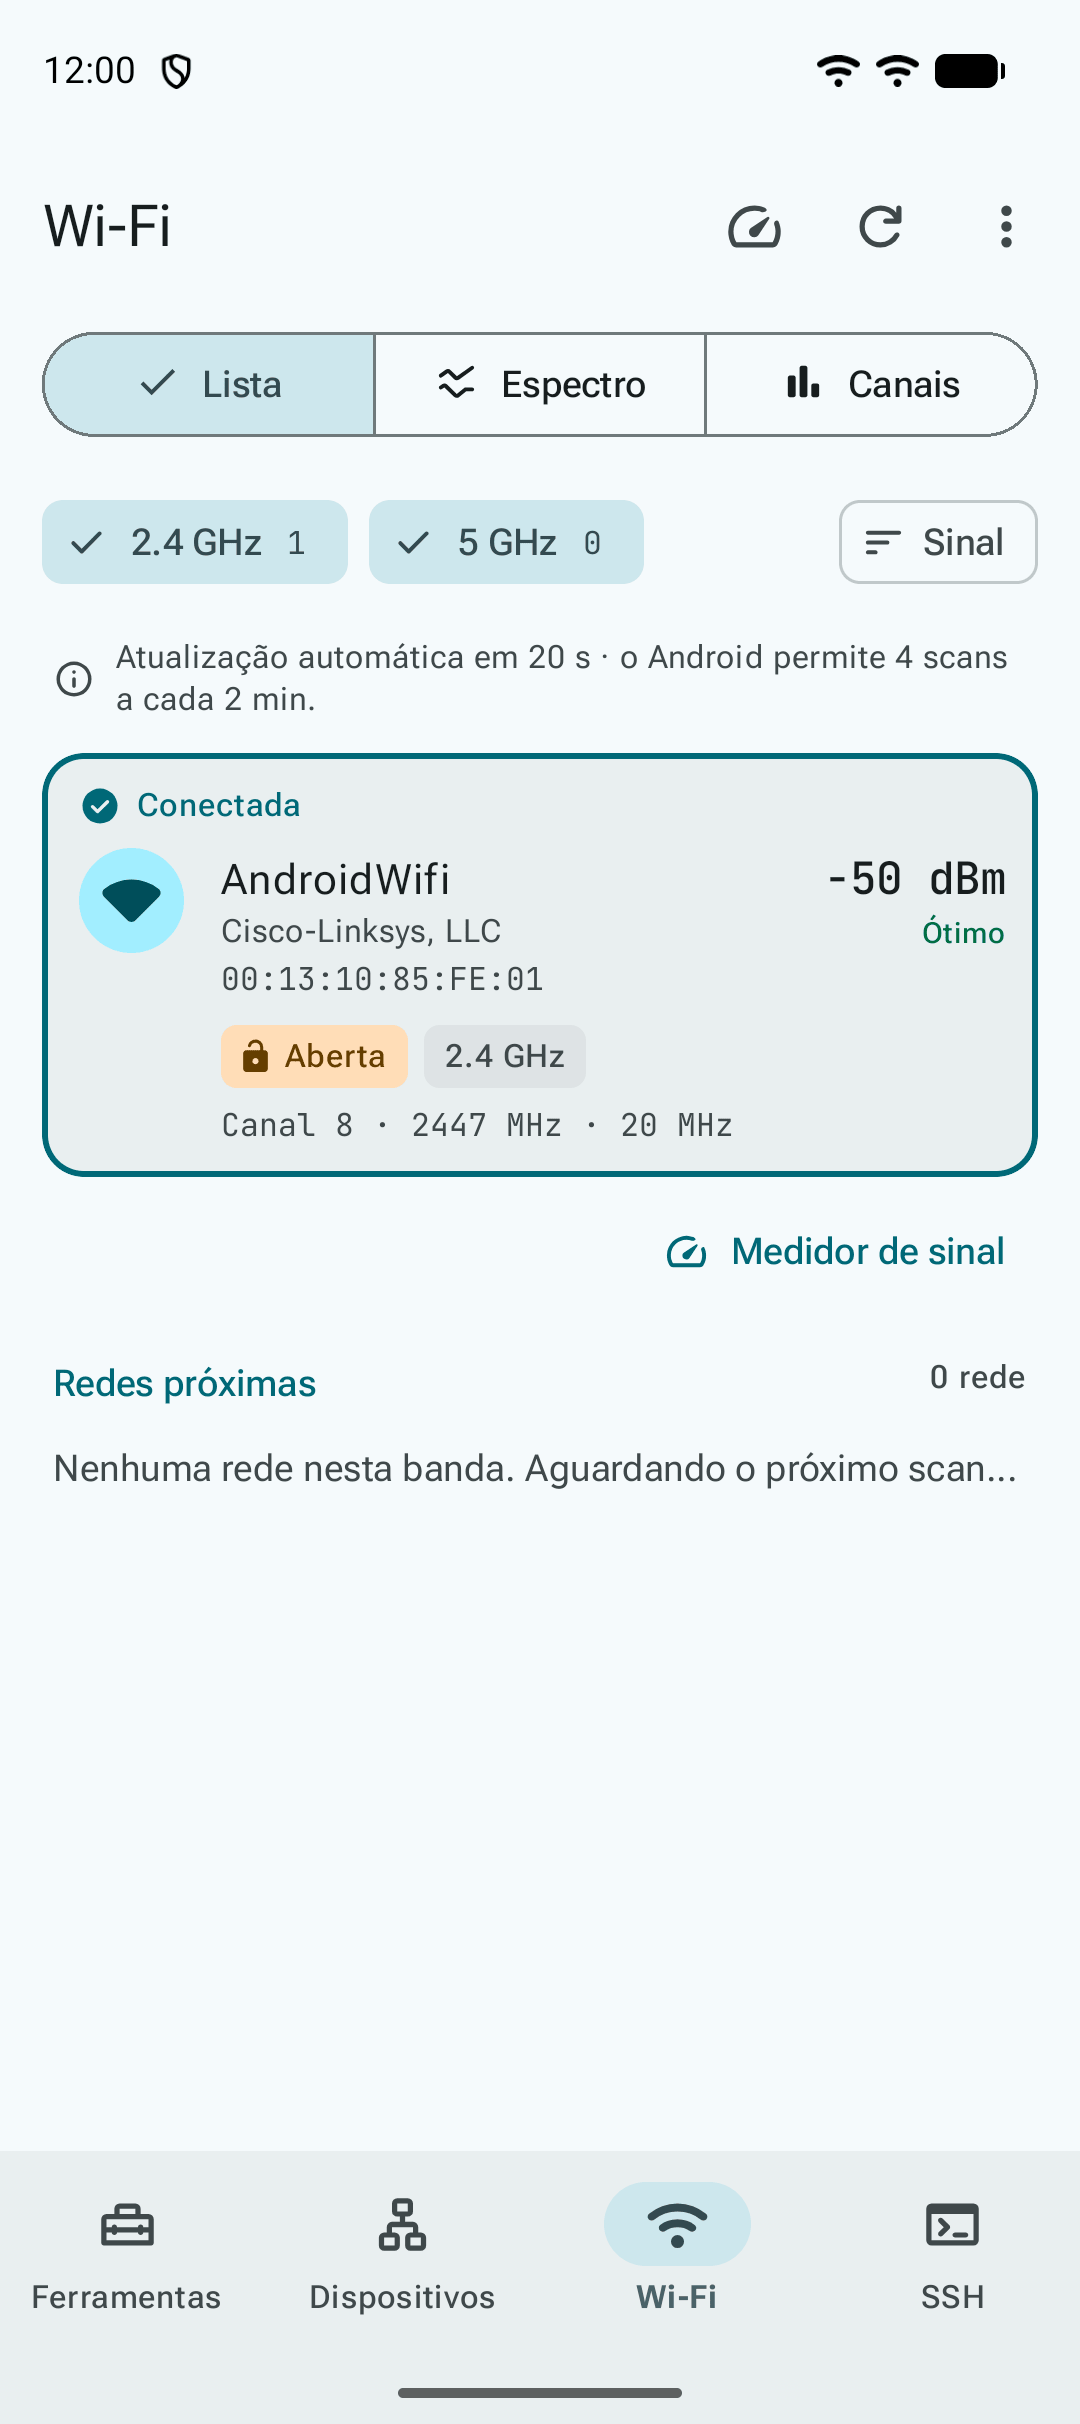 12:00
Wi-Fi
Lista
Espectro
Canais
2.4 GHz 1
5 GHz 0
Sinal
Atualização automática em 20 s · o Android permite 4 scans
a cada 2 min.
Conectada
AndroidWifi
-50 dBm
Cisco-Linksys, LLC
Ótimo
00:13:10:85:FE:01
Aberta
2.4 GHz
Canal 8 · 2447 MHz · 20 MHz
Medidor de sinal
Redes próximas
0 rede
Nenhuma rede nesta banda. Aguardando o próximo scan...
Ferramentas
Dispositivos
Wi-Fi
SSH